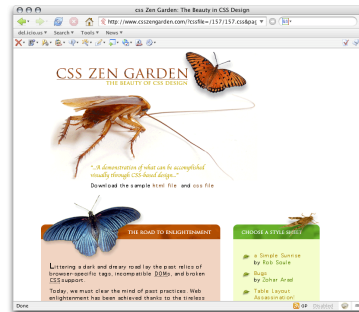 css Zen Garden: The Beauty in CSS Design
http://www.csszengarden.com/?cssfile=/157/157.css&pag
del.icio.us Search Tools News
CSS ZEN GARDEN
THE BEAUTY OF CSS DESIGN
"...A demonstration of what can be accomplished
visually through CSS-based design..."
Download the sample html file and css file
THE ROAD TO ENLIGHTENMENT
Littering a dark and dreary road lay the past relics of
browser-specific tags, incompatible DOMs, and broken
CSS support.
Today, we must clear the mind of past practices. Web
enlightenment has been achieved thanks to the tireless
CHOOSE A STYLE SHEET
a Simple Sunrise
by Rob Soule
Bugs
by Zohar Arad
Table Layout
Assassination
Done
GF Disabled